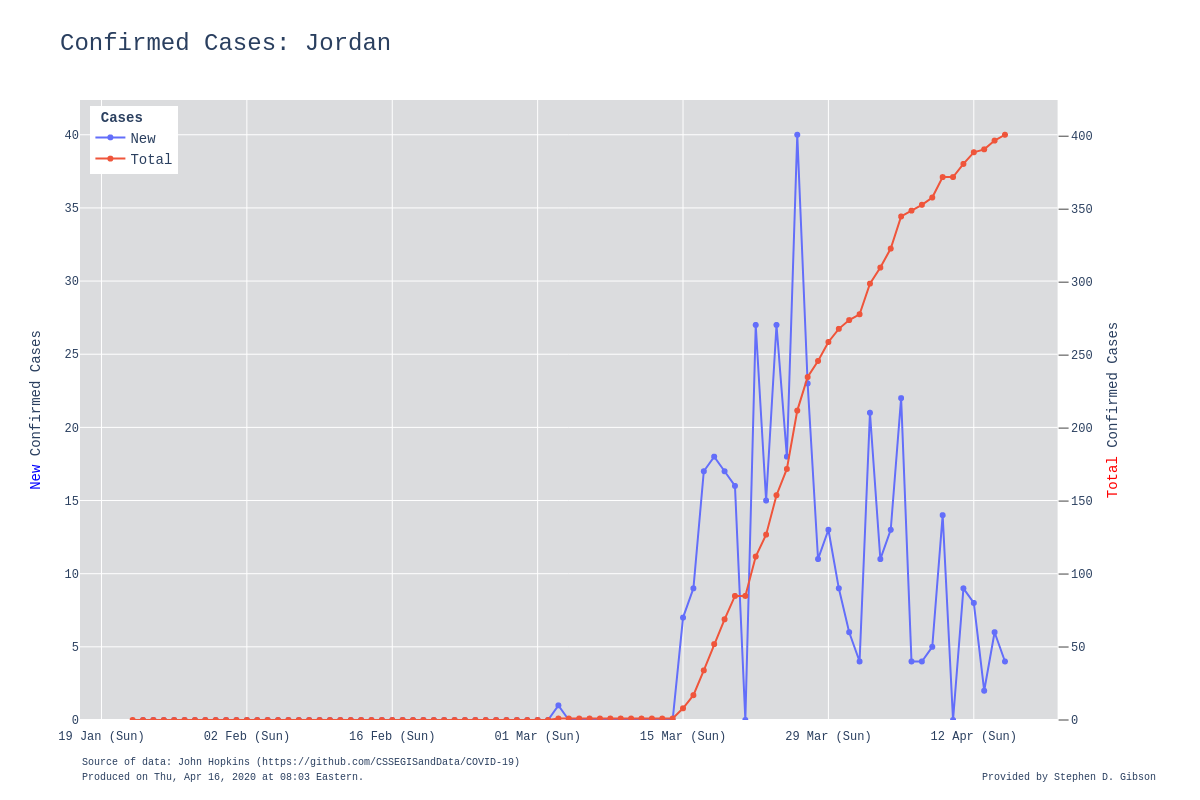 Confirmed Cases: Jordan
Cases
New
Total
40
35
30
25
20
15
10
5
0
New Confirmed Cases
400
350
300
250
200
150
100
50
0
Total Confirmed Cases
19 Jan (Sun) 02 Feb (Sun) 16 Feb (Sun) 01 Mar (Sun) 15 Mar (Sun) 29 Mar (Sun) 12 Apr (Sun)
Source of data: John Hopkins (https://github.com/CSSEGISandData/COVID-19)
Produced on Thu, Apr 16, 2020 at 08:03 Eastern.
Provided by Stephen D. Gibson